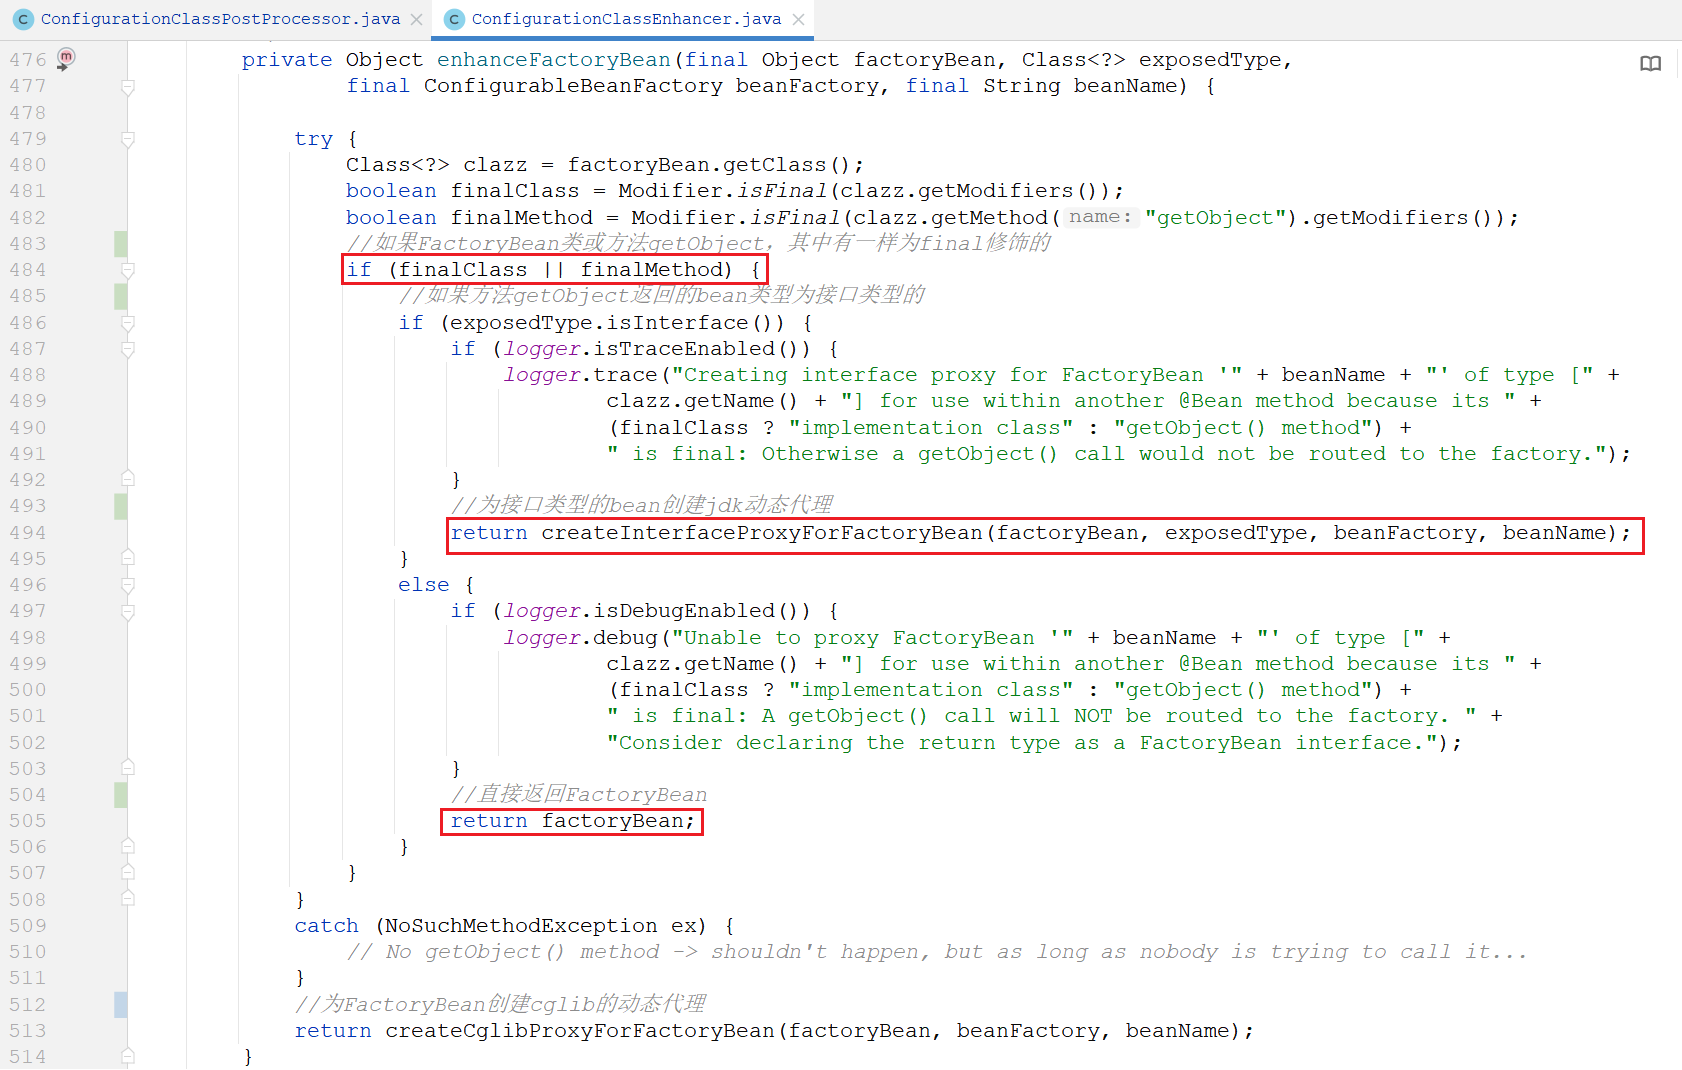 ConfigurationClassPostProcessor.java ConfigurationClassEnhancer.java
476 private Object enhanceFactoryBean(final Object factoryBean, Class<?> exposedType,
477 final ConfigurableBeanFactory beanFactory, final String beanName) {
478
479 try {
480 Class<?> clazz = factoryBean.getClass();
481 boolean finalClass = Modifier.isFinal(clazz.getModifiers());
482 boolean finalMethod = Modifier.isFinal(clazz.getMethod( name: "getObject").getModifiers());
483 //如果FactoryBean类或方法getObject，其中有一样为final修饰的
484 if (finalClass || finalMethod) {
485 //如果方法getObject返回的bean类型为接口类型的
486 if (exposedType.isInterface()) {
487 if (logger.isTraceEnabled()) {
488 logger.trace("Creating interface proxy for FactoryBean '" + beanName + "' of type [" +
489 clazz.getName() + "] for use within another @Bean method because its " +
490 (finalClass ? "implementation class" : "getObject() method") +
491 " is final: Otherwise a getObject() call would not be routed to the factory.");
492 }
493 //为接口类型的bean创建jdk动态代理
494 return createInterfaceProxyForFactoryBean(factoryBean, exposedType, beanFactory, beanName);
495 }
496 else {
497 if (logger.isDebugEnabled()) {
498 logger.debug("Unable to proxy FactoryBean '" + beanName + "' of type [" +
499 clazz.getName() + "] for use within another @Bean method because its " +
500 (finalClass ? "implementation class" : "getObject() method") +
501 " is final: A getObject() call will NOT be routed to the factory. " +
502 "Consider declaring the return type as a FactoryBean interface.");
503 }
504 //直接返回FactoryBean
505 return factoryBean;
506 }
507 }
508 }
509 catch (NoSuchMethodException ex) {
510 // No getObject() method -> shouldn't happen, but as long as nobody is trying to call it...
511 }
512 //为FactoryBean创建cglib的动态代理
513 return createCglibProxyForFactoryBean(factoryBean, beanFactory, beanName);
514 }